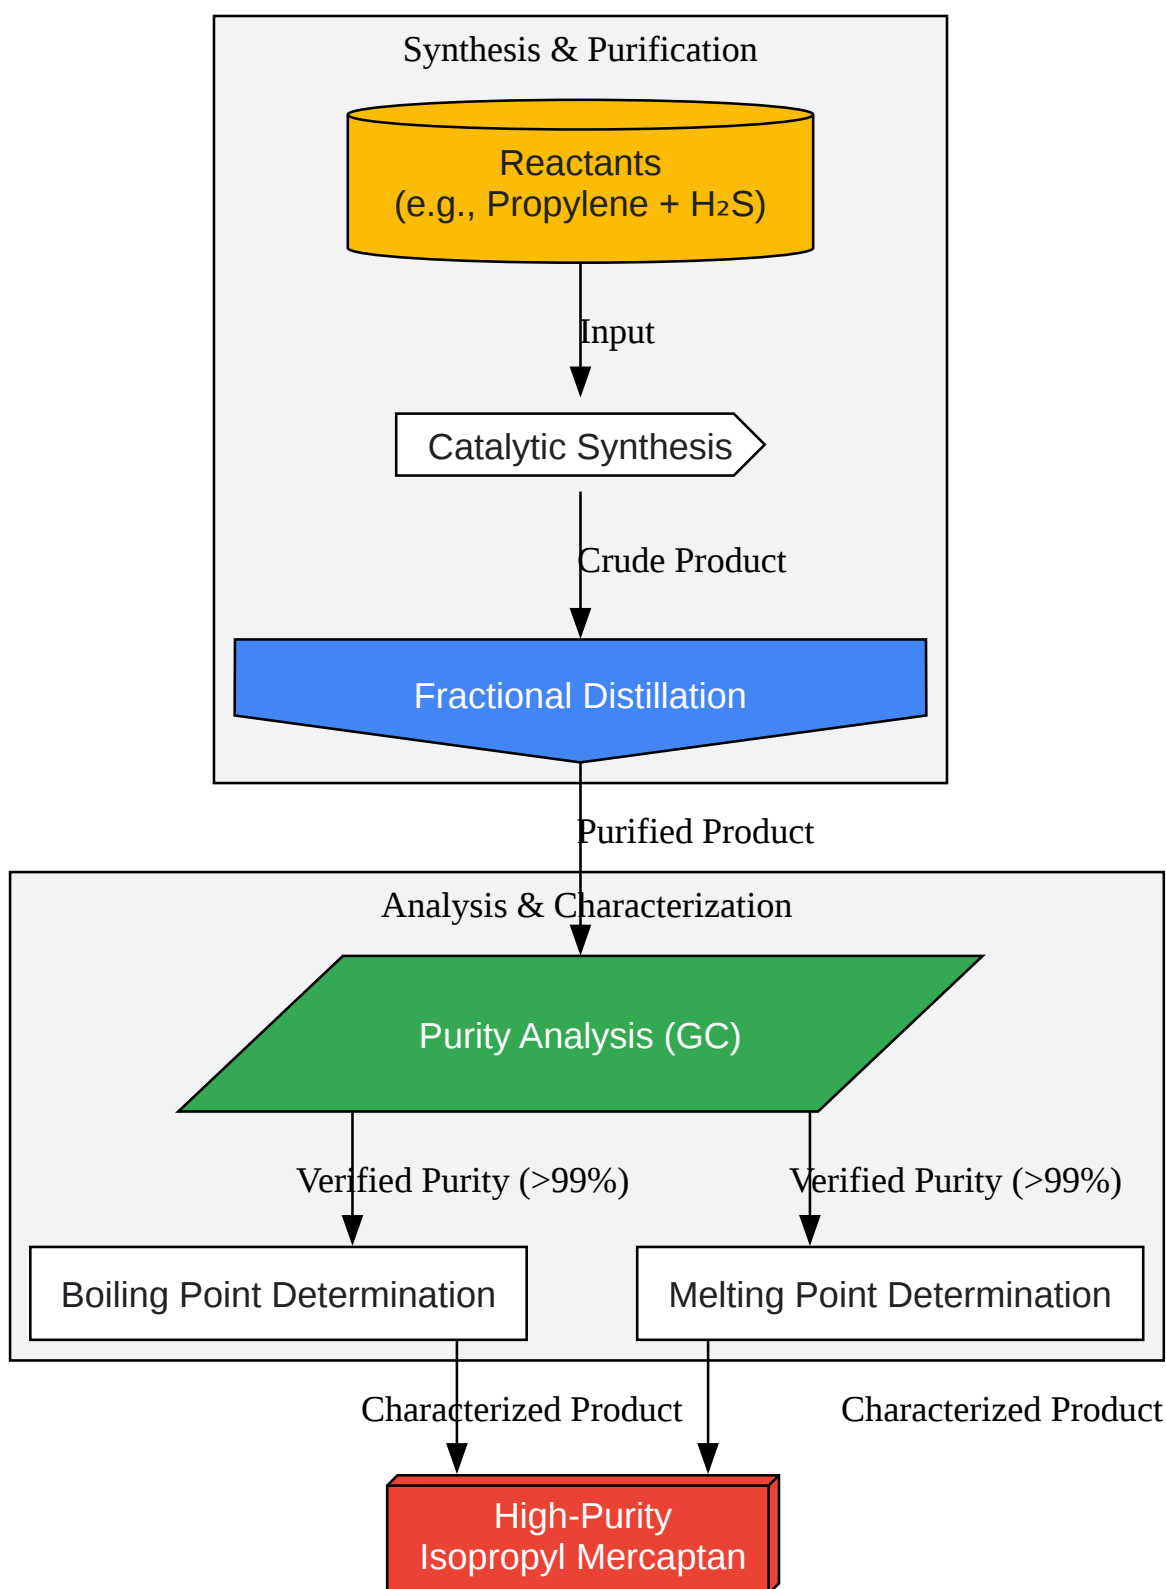 Synthesis & Purification
Reactants
(e.g., Propylene + H₂S)
Input
Catalytic Synthesis
Crude Product
Fractional Distillation
Purified Product
Analysis & Characterization
Purity Analysis (GC)
Verified Purity (>99%)
Verified Purity (>99%)
Boiling Point Determination
Melting Point Determination
Characterized Product
Characterized Product
High-Purity
Isopropyl Mercaptan